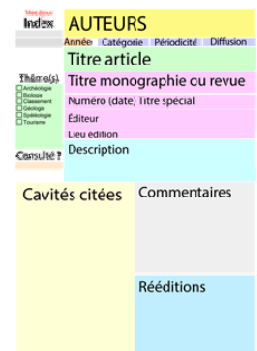 Index
AUTEURS
Année Catégorie Périodicité Diffusion
Titre article
Thème(s)
Titre monographie ou revue
Archéologie
Biologie
Classement
Géologie
Spéléologie
Tourisme
Numéro (date) Titre spécial
Éditeur
Lieu édition
Consulté ?
Description
Cavités citées
Commentaires
Rééditions